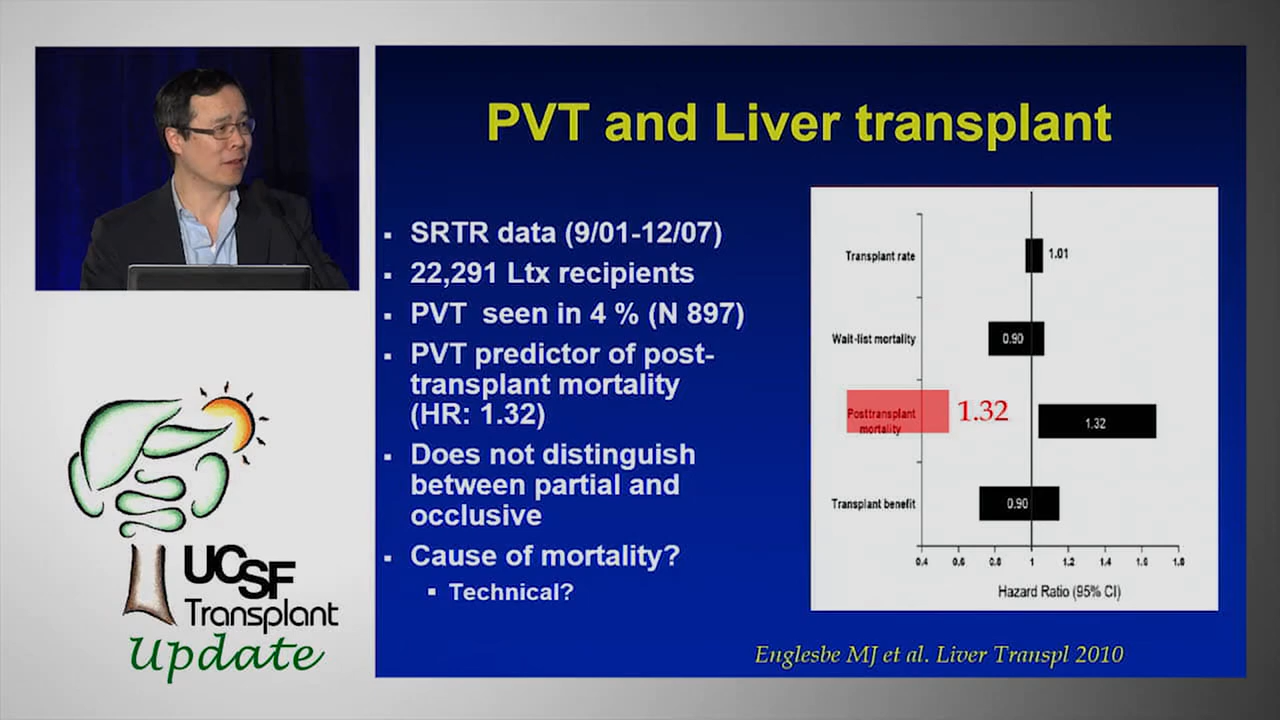 PVT and Liver transplant
SRTR data (9/01-12/07)
22,291 Ltx recipients
PVT seen in 4 % (N 897)
PVT predictor of post-
transplant mortality
(HR: 1.32)
Does not distinguish
between partial and
occlusive
Cause of mortality?
Technical?
Transplant rate
1.01
Wait-list mortality
0.90
Posttransplant
mortality
1.32
1.32
Transplant benefit
0.90
0.4 0.6 0.8 1 1.2 1.4 1.6 1.8
Hazard Ratio (95% CI)
Englesbe MJ et al. Liver Transpl 2010
UCSF
Transplant
Update